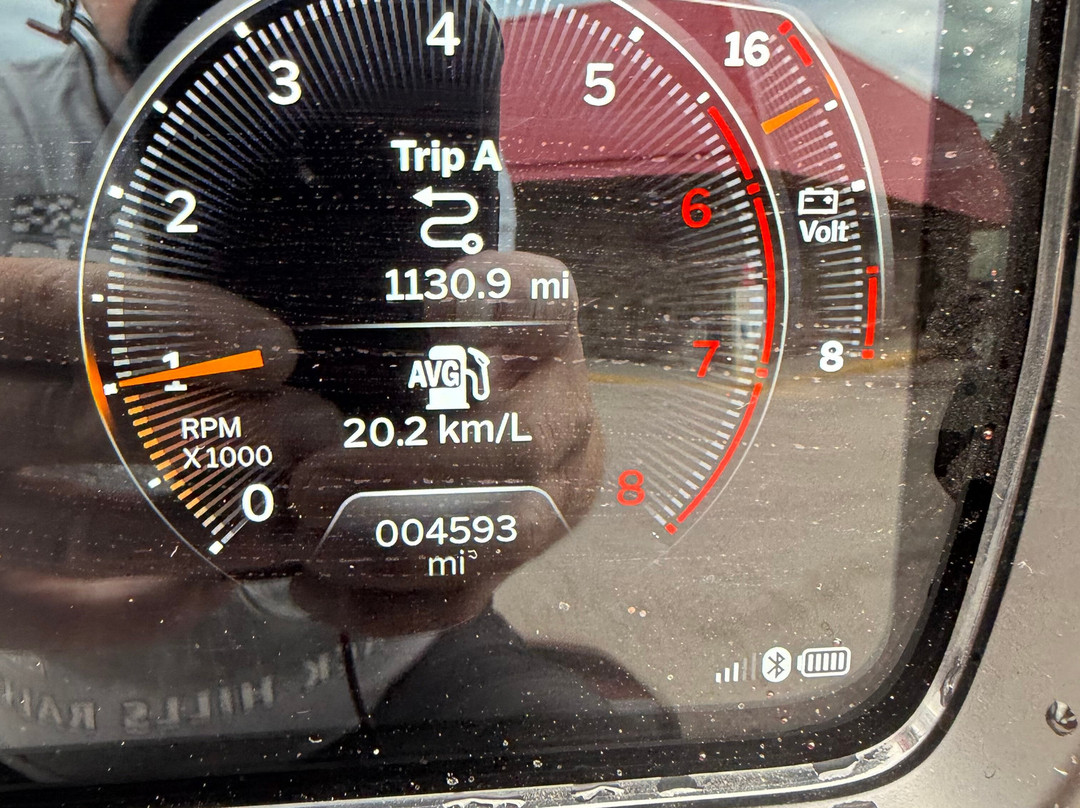 4
3
5
16
Trip A
2
6
Volt
1130.9 mi
7
8
1
AVG
RPM
X1000
20.2 km/L
0
8
004593
mi